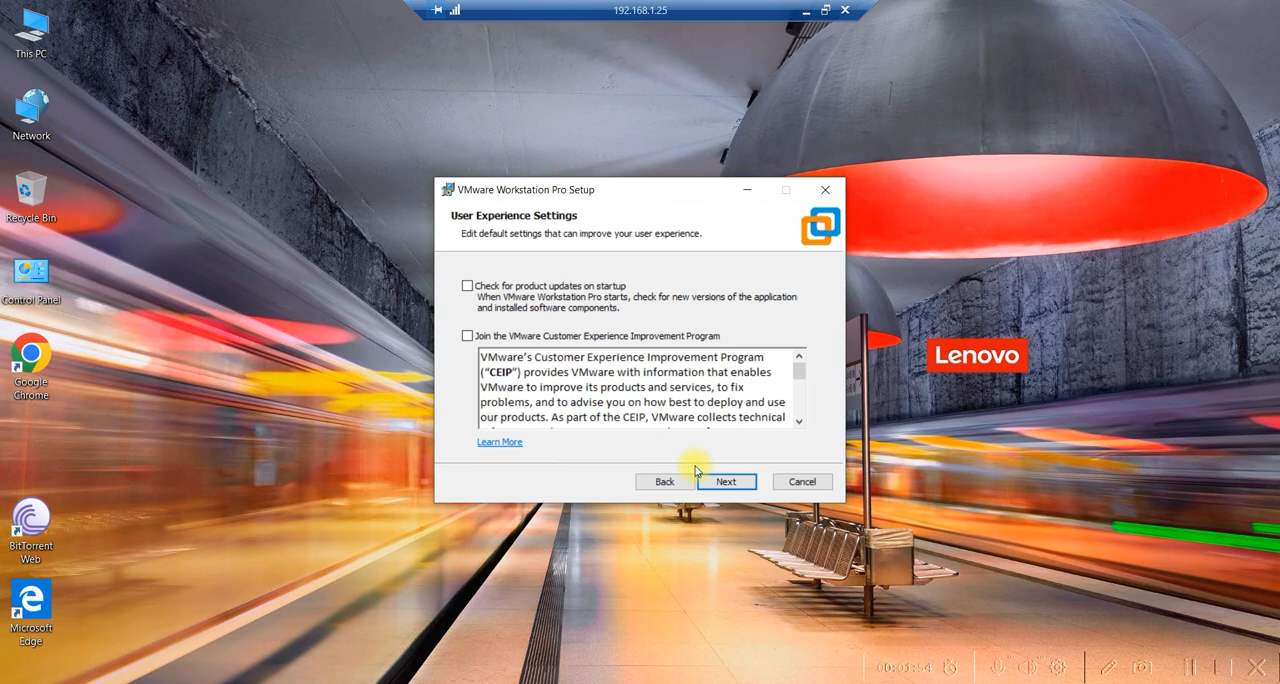 192.168.1.25
This PC
Network
Recycle Bin
Control Panel
Google
Chrome
BitTorrent
Web
Microsoft
Edge
VMware Workstation Pro Setup
User Experience Settings
Edit default settings that can improve your user experience.
Check for product updates on startup
When VMware Workstation Pro starts, check for new versions of the application
and installed software components.
Join the VMware Customer Experience Improvement Program
VMware's Customer Experience Improvement Program
("CEIP") provides VMware with information that enables
VMware to improve its products and services, to fix
problems, and to advise you on how best to deploy and use
our products. As part of the CEIP, VMware collects technical
Learn More
Back
Next
Cancel
Lenovo
00:01:54